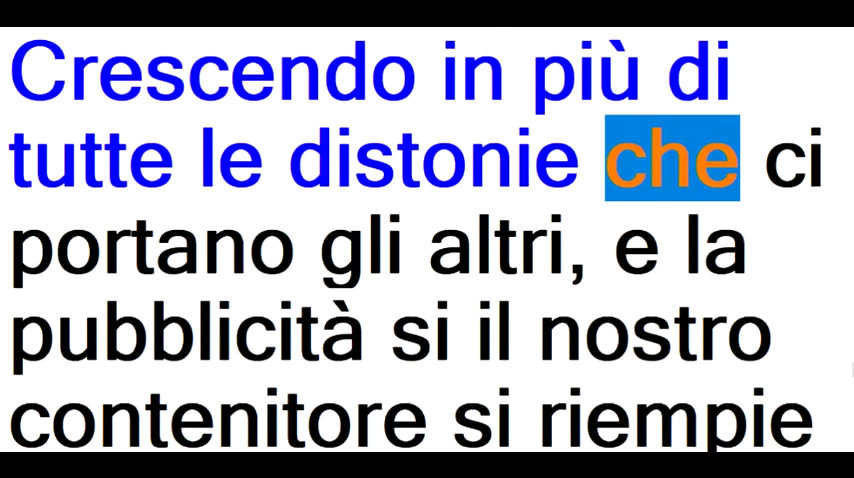 Crescendo in più di
tutte le distonie che ci
portano gli altri, e la
pubblicità si il nostro
contenitore si riempie